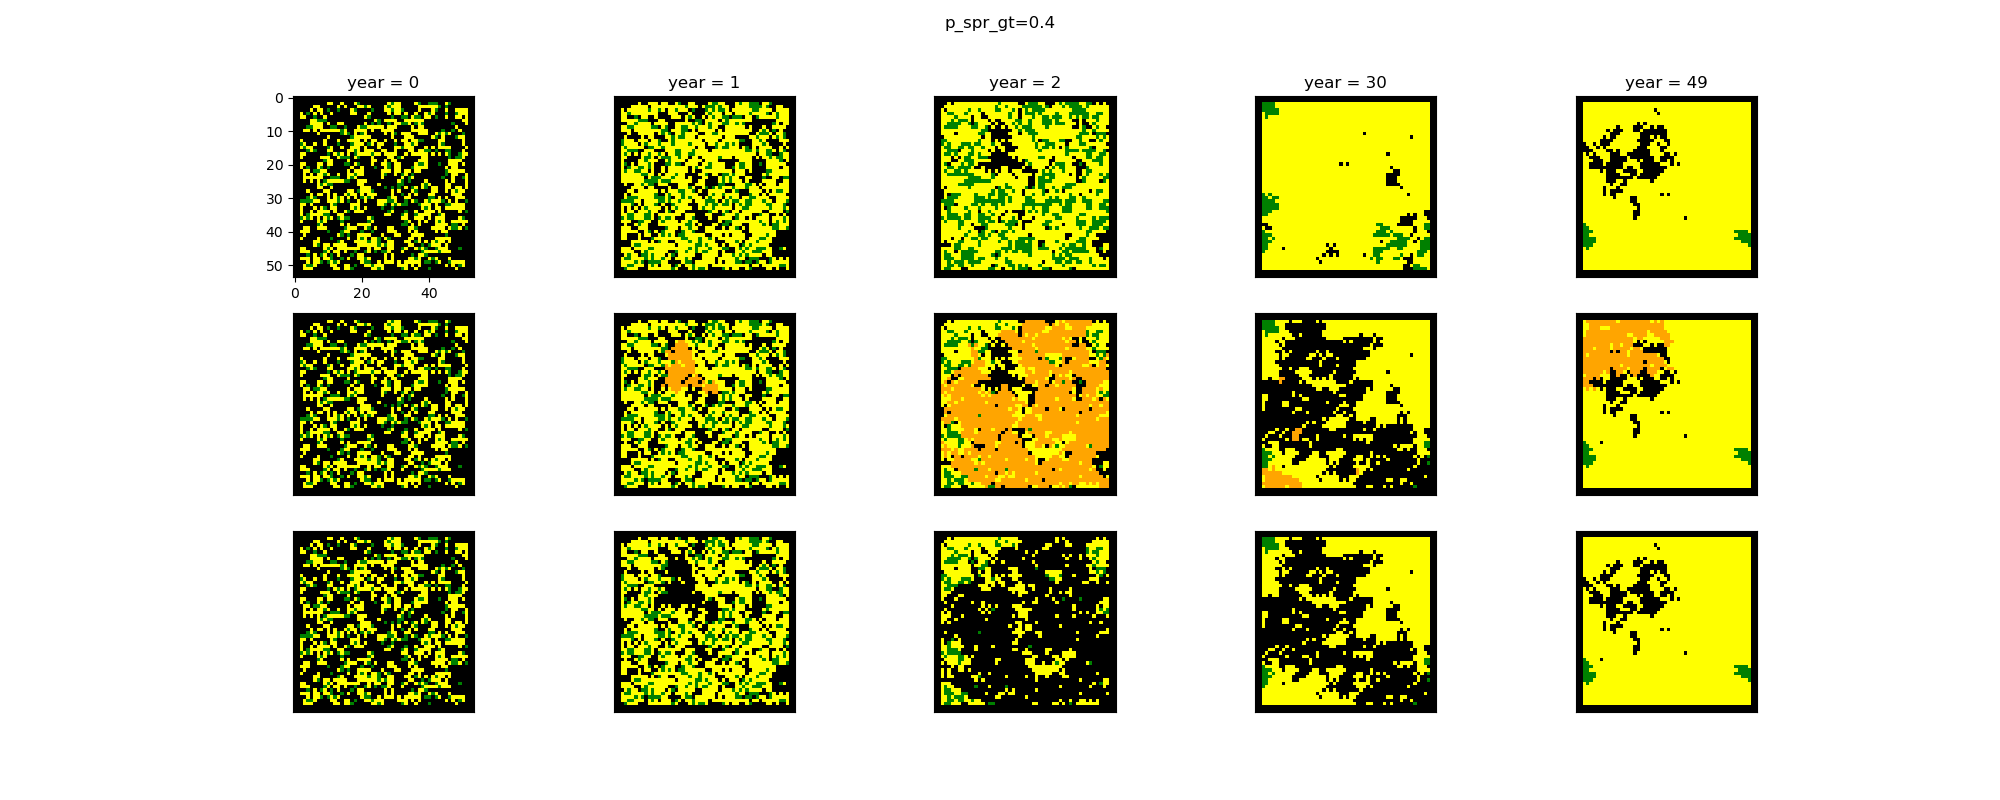 p_spr_gt=0.4
year = 0
year = 1
year = 2
year = 30
year = 49
0
10
20
30
40
50
0
20
40